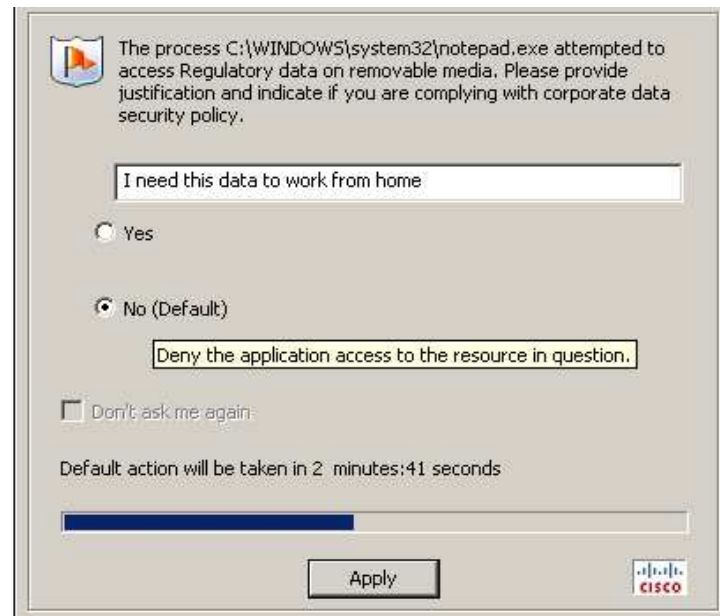 The process C:\WINDOWS\system32\notepad.exe attempted to
access Regulatory data on removable media. Please provide
justification and indicate if you are complying with corporate data
security policy.
I need this data to work from home
Yes
No (Default)
Deny the application access to the resource in question.
Don't ask me again
Default action will be taken in 2 minutes:41 seconds
Apply
CISCO